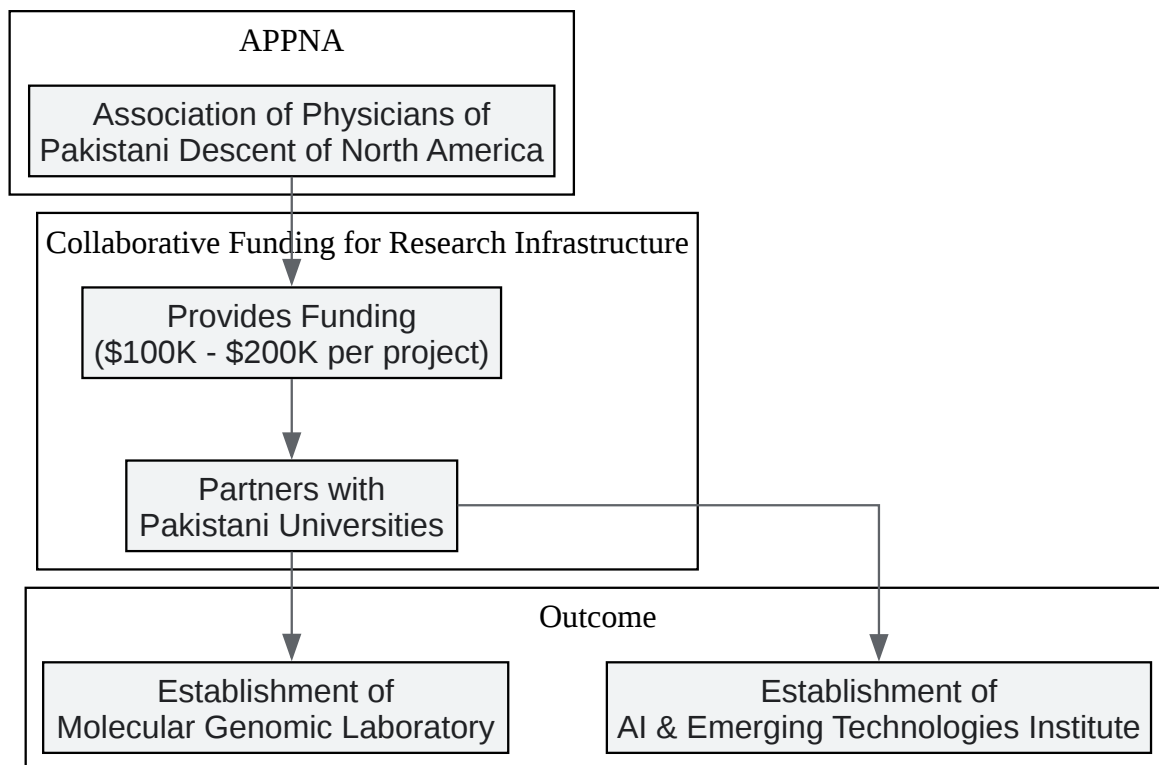 APPNA
Association of Physicians of
Pakistani Descent of North America
Collaborative Funding for Research Infrastructure
Provides Funding
($100K - $200K per project)
Partners with
Pakistani Universities
Outcome
Establishment of
Molecular Genomic Laboratory
Establishment of
AI & Emerging Technologies Institute